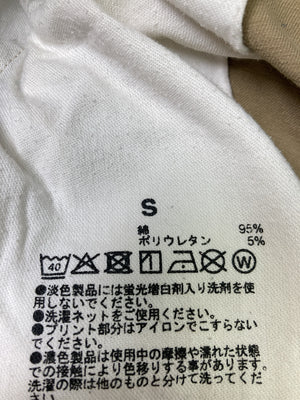 S
綿 95%
ポリウレタン 5%
40 W
●淡色製品には蛍光増白剤入り洗剤を使
用しないでください。
●洗濯ネットをご使用ください。
●プリント部分はアイロンでこすらない
でください。
●濃色製品は使用中の摩擦や濡れた状態
での接触により色移りする事があります。
洗濯の際は他のものと分けて洗ってくだ
さい。